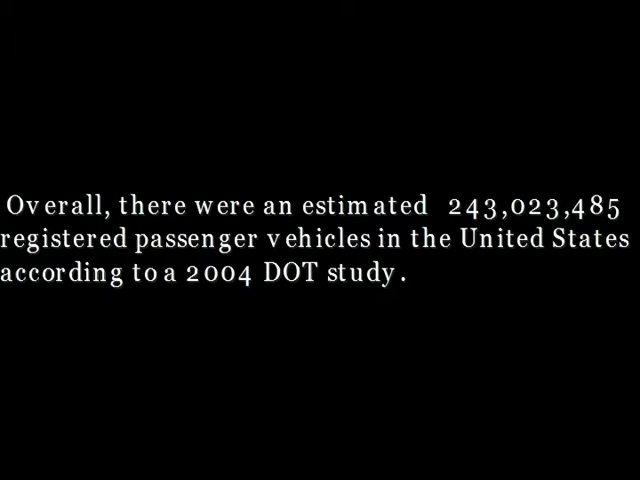 Overall, there were an estimated 243,023,485
registered passenger vehicles in the United States
according to a 2004 DOT study.